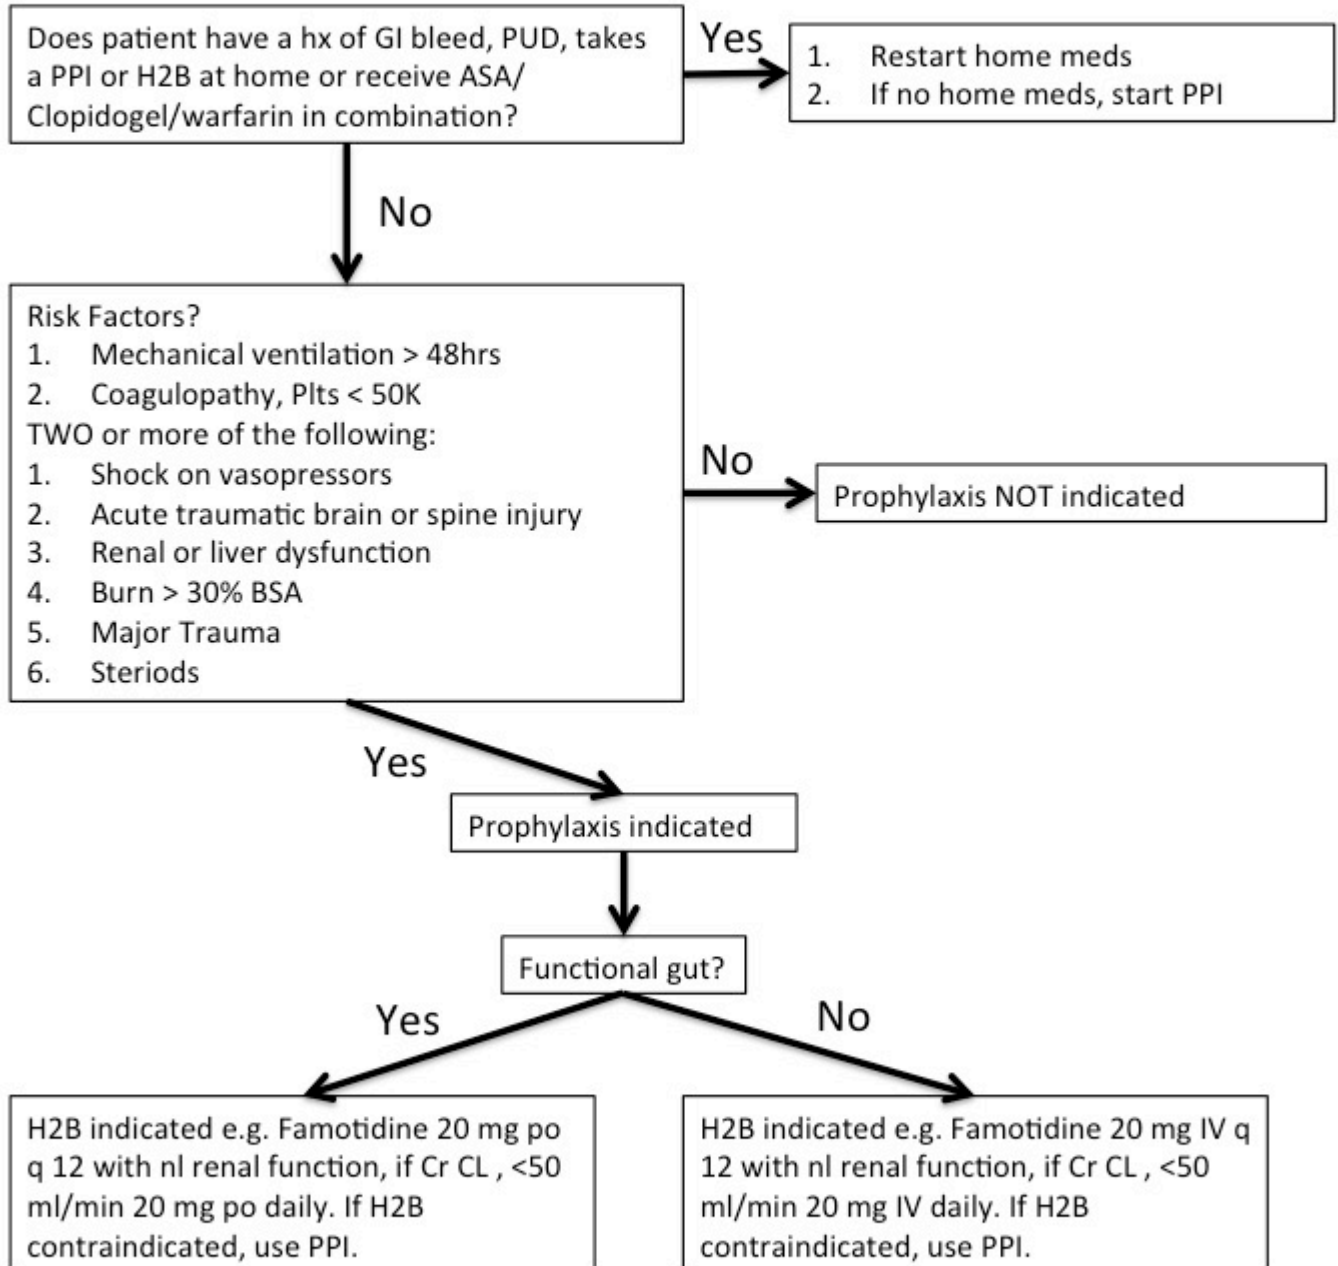 Does patient have a hx of GI bleed, PUD, takes
a PPI or H2B at home or receive ASA/
Clopidogel/warfarin in combination?
Yes
1. Restart home meds
2. If no home meds, start PPI
No
Risk Factors?
1. Mechanical ventilation > 48hrs
2. Coagulopathy, Plts < 50K
TWO or more of the following:
1. Shock on vasopressors
2. Acute traumatic brain or spine injury
3. Renal or liver dysfunction
4. Burn > 30% BSA
5. Major Trauma
6. Steriods
No
Prophylaxis NOT indicated
Yes
Prophylaxis indicated
Functional gut?
Yes
No
H2B indicated e.g. Famotidine 20 mg po
q 12 with nl renal function, if Cr CL , <50
ml/min 20 mg po daily. If H2B
contraindicated, use PPI.
H2B indicated e.g. Famotidine 20 mg IV q
12 with nl renal function, if Cr CL , <50
ml/min 20 mg IV daily. If H2B
contraindicated, use PPI.